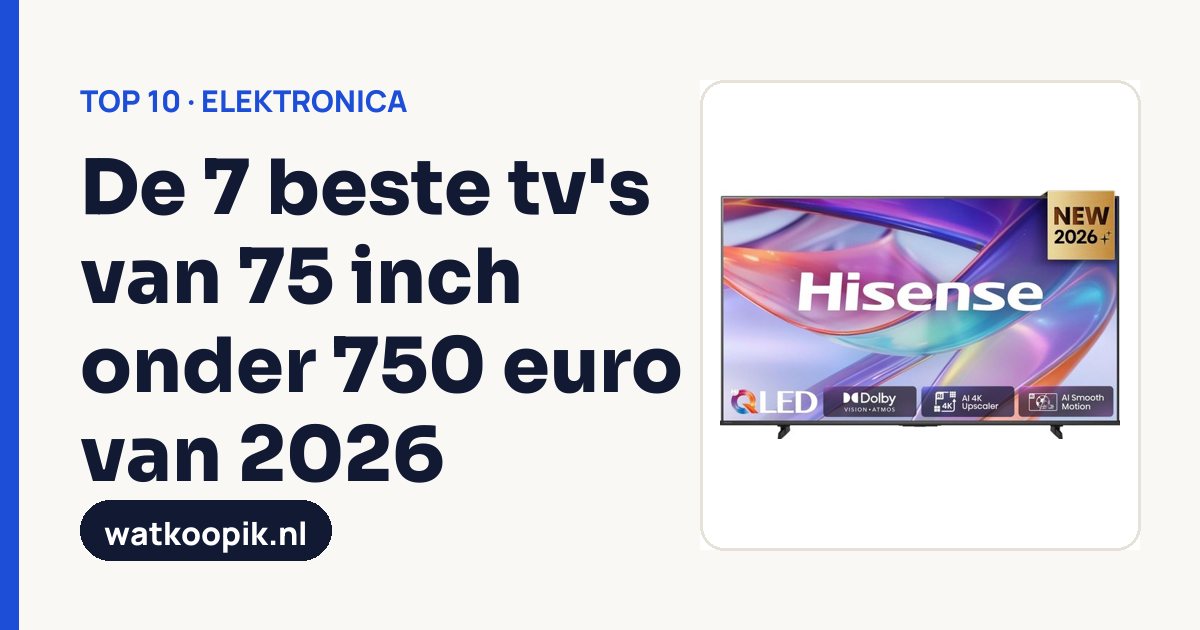 TOP 10 · ELEKTRONICA
De 7 beste tv's
van 75 inch
onder 750 euro
van 2026
watkoopik.nl
NEW
2026
Hisense
QLED
Dolby
VISION•ATMOS
AI 4K
Upscaler
AI Smooth
Motion